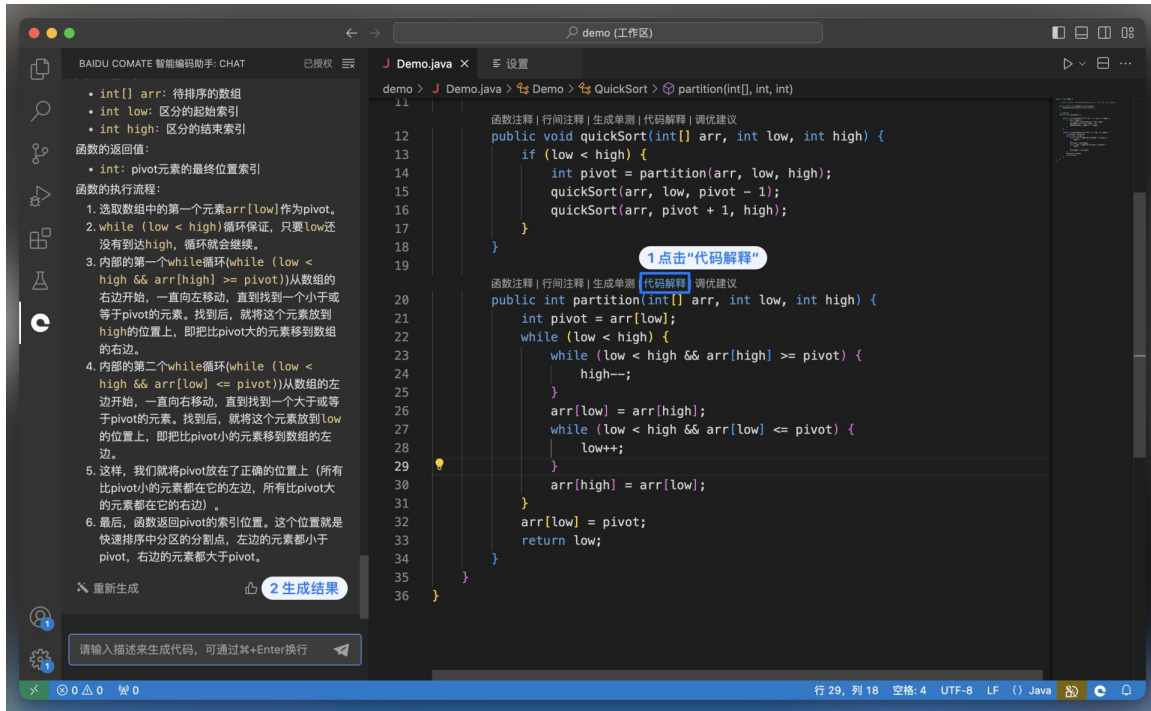 demo (工作区)
BAIDU COMATE 智能编码助手: CHAT
已授权
int[] arr: 待排序的数组
int low: 区分的起始索引
int high: 区分的结束索引
函数的返回值:
int: pivot元素的最终位置索引
函数的执行流程:
1. 选取数组中的第一个元素arr[low]作为pivot。
2. while (low < high)循环保证，只要low还
没有到达high，循环就会继续。
3. 内部的第一个while循环(while (low <
high && arr[high] >= pivot))从数组的
右边开始，一直向左移动，直到找到一个小于或
等于pivot的元素。找到后，就将这个元素放到
high的位置上，即把比pivot大的元素移到数组
的右边。
4. 内部的第二个while循环(while (low <
high && arr[low] <= pivot))从数组的左
边开始，一直向右移动，直到找到一个大于或等
于pivot的元素。找到后，就将这个元素放到low
的位置上，即把比pivot小的元素移到数组的左
边。
5. 这样，我们就将pivot放在了正确的位置上（所有
比pivot小的元素都在它的左边，所有比pivot大
的元素都在它的右边）。
6. 最后，函数返回pivot的索引位置。这个位置就是
快速排序中分区的分割点，左边的元素都小于
pivot，右边的元素都大于pivot。
重新生成
2 生成结果
请输入描述来生成代码，可通过⌘+Enter换行
J Demo.java ×
设置
demo > J Demo.java > Demo > QuickSort > partition(int[], int, int)
11
函数注释 | 行间注释 | 生成单测 | 代码解释 | 调优建议
12 public void quickSort(int[] arr, int low, int high) {
13 if (low < high) {
14 int pivot = partition(arr, low, high);
15 quickSort(arr, low, pivot - 1);
16 quickSort(arr, pivot + 1, high);
17 }
18 }
1 点击“代码解释”
19
函数注释 | 行间注释 | 生成单测 | 代码解释 | 调优建议
20 public int partition(int[] arr, int low, int high) {
21 int pivot = arr[low];
22 while (low < high) {
23 while (low < high && arr[high] >= pivot) {
24 high--;
25 }
26 arr[low] = arr[high];
27 while (low < high && arr[low] <= pivot) {
28 low++;
29 }
30 arr[high] = arr[low];
31 }
32 arr[low] = pivot;
33 return low;
34 }
35 }
36 }
1
1
0 0 0
行 29，列 18 空格: 4 UTF-8 LF {} Java